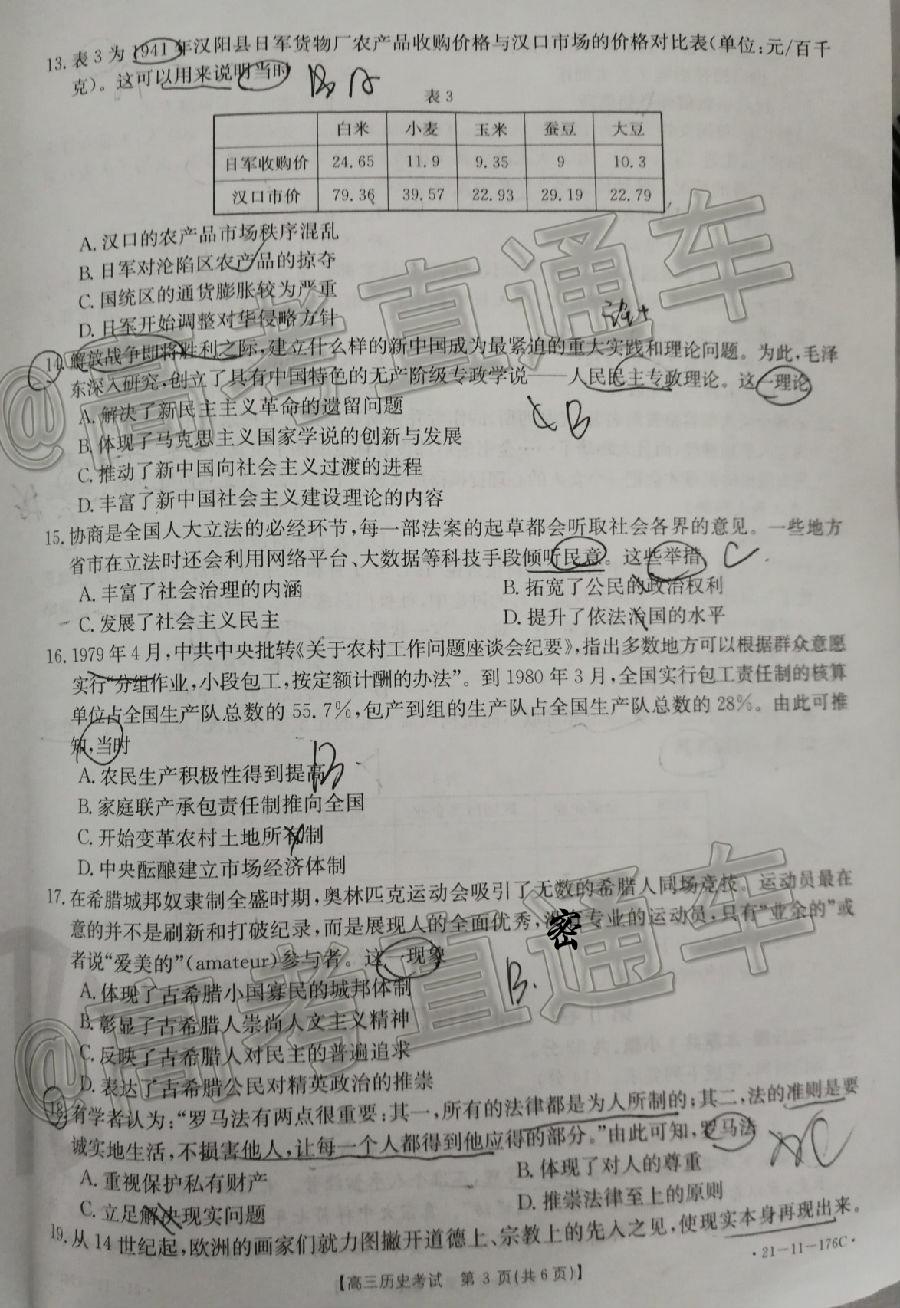 13.表3为1941年汉阳县日军货物厂农产品收购价格与汉口市场的价格对比表(单位:元/百千
克)。这可以用来说明当时
B A
表3
白米 小麦 玉米 蚕豆 大豆
日军收购价 24.65 11.9 9.35 9 10.3
汉口市价 79.36 39.57 22.93 29.19 22.79
A.汉口的农产品市场秩序混乱
B.日军对沦陷区农产品的掠夺
C.国统区的通货膨胀较为严重
D.日军开始调整对华侵略方针
14.解放战争即将胜利之际,建立什么样的新中国成为最紧迫的重大实践和理论问题。为此,毛泽
东深入研究,创立了具有中国特色的无产阶级专政学说——人民民主专政理论。这一理论
A.解决了新民主主义革命的遗留问题
B
B.体现了马克思主义国家学说的创新与发展
C.推动了新中国向社会主义过渡的进程
D.丰富了新中国社会主义建设理论的内容
15.协商是全国人大立法的必经环节,每一部法案的起草都会听取社会各界的意见。一些地方
省市在立法时还会利用网络平台、大数据等科技手段倾听民意。这些举措 C
A.丰富了社会治理的内涵 B.拓宽了公民的政治权利
C.发展了社会主义民主 D.提升了依法治国的水平
16.1979年4月,中共中央批转《关于农村工作问题座谈会纪要》,指出多数地方可以根据群众意愿
实行“分组作业,小段包工,按定额计酬的办法”。到1980年3月,全国实行包工责任制的核算
单位占全国生产队总数的55.7%,包产到组的生产队占全国生产队总数的28%。由此可推
知,当时
A.农民生产积极性得到提高 B
B.家庭联产承包责任制推向全国
C.开始变革农村土地所有制
D.中央酝酿建立市场经济体制
17.在希腊城邦奴隶制全盛时期,奥林匹克运动会吸引了无数的希腊人同场竞技。运动员最在
意的并不是刷新和打破纪录,而是展现人的全面优秀,密专业的运动员,只有“业余的”或
者说“爱美的”(amateur)参与者。这一现象
A.体现了古希腊小国寡民的城邦体制 B.
B.彰显了古希腊人崇尚人文主义精神
C.反映了古希腊人对民主的普遍追求
D.表达了古希腊公民对精英政治的推崇
18.有学者认为:“罗马法有两点很重要:其一,所有的法律都是为人所制的;其二,法的准则是要
诚实地生活,不损害他人,让每一个人都得到他应得的部分。”由此可知,罗马法 C
A.重视保护私有财产 B.体现了对人的尊重
C.立足解决现实问题 D.推崇法律至上的原则
19.从14世纪起,欧洲的画家们就力图撇开道德上、宗教上的先入之见,使现实本身再现出来。
·21-11-176C·
【高三历史考试 第3页(共6页)】
@高考直通车
@高考直通车